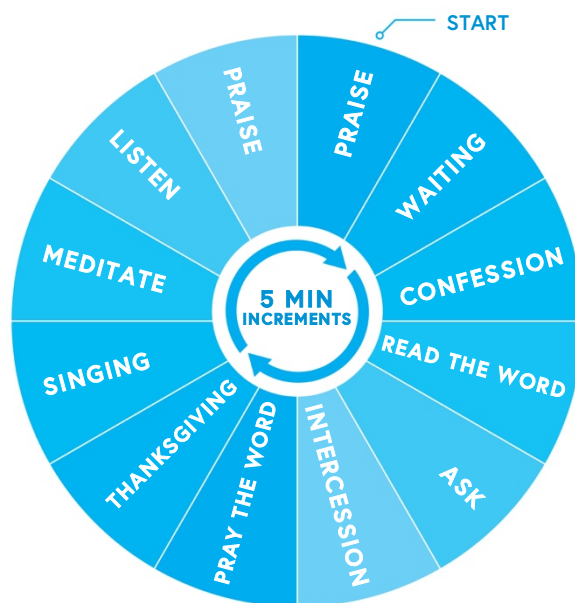 START
PRAISE
WAITING
CONFESSION
READ THE WORD
ASK
INTERCESSION
PRAY THE WORD
THANKSGIVING
SINGING
MEDITATE
LISTEN
PRAISE
5 MIN
INCREMENTS